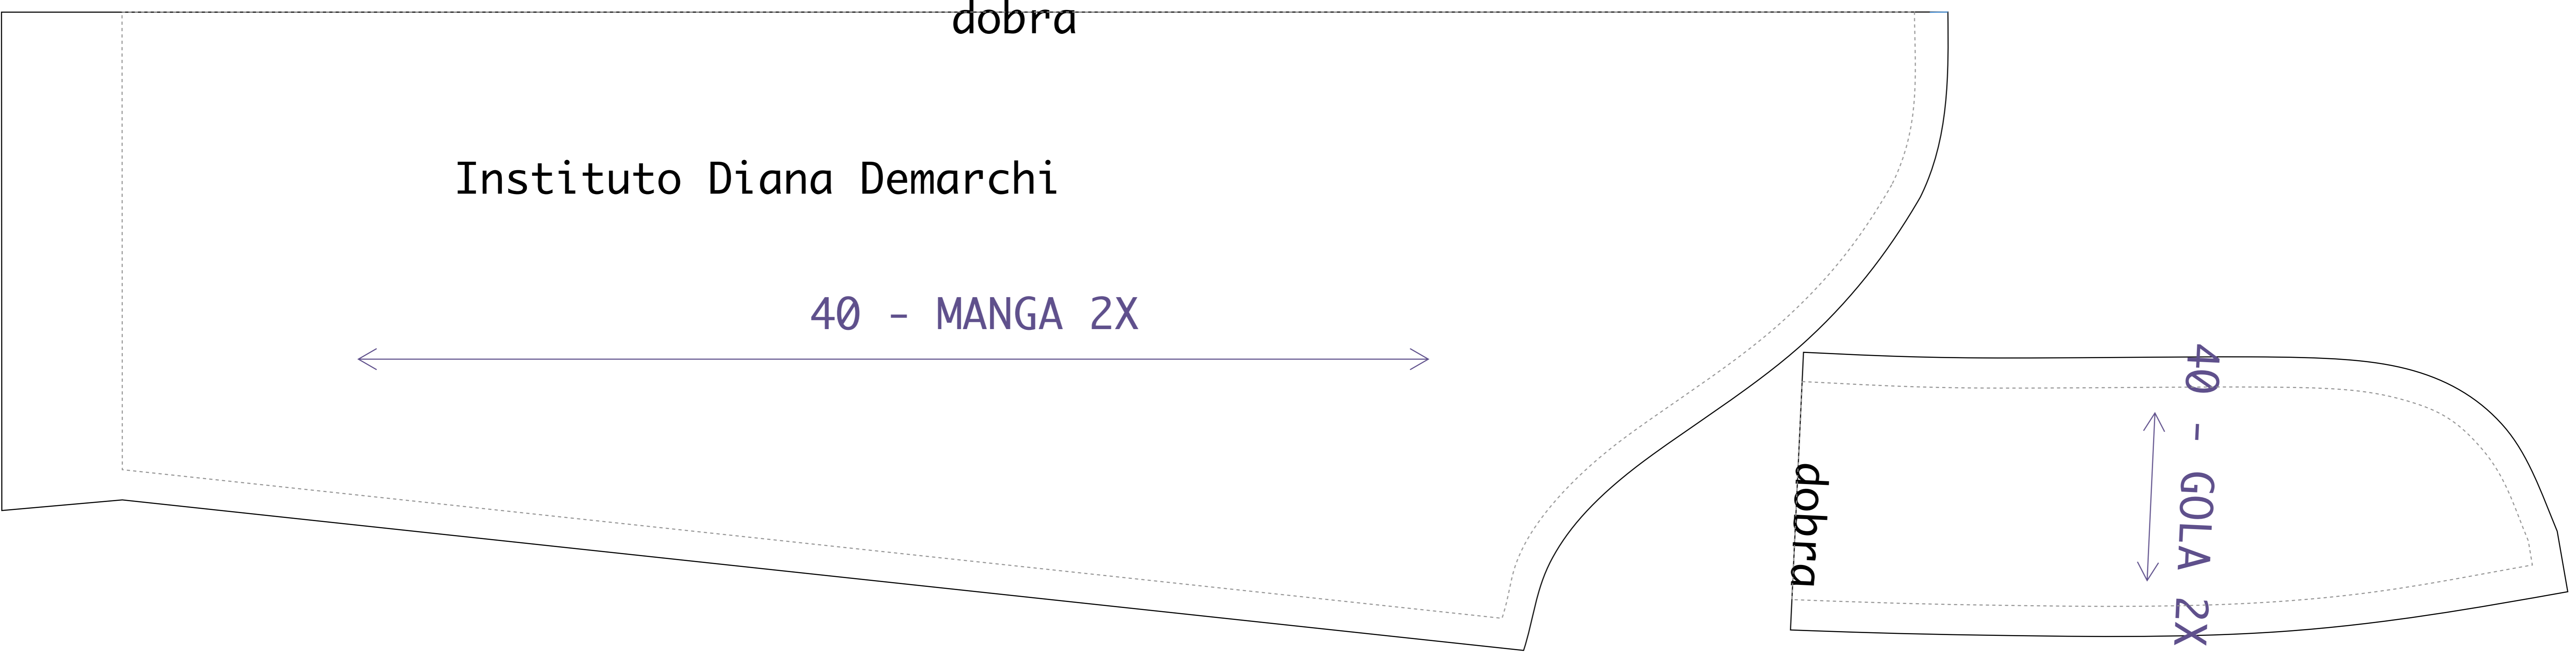 dobra
Instituto Diana Demarchi
40 - MANGA 2X
dobra
40 - GOLA 2X